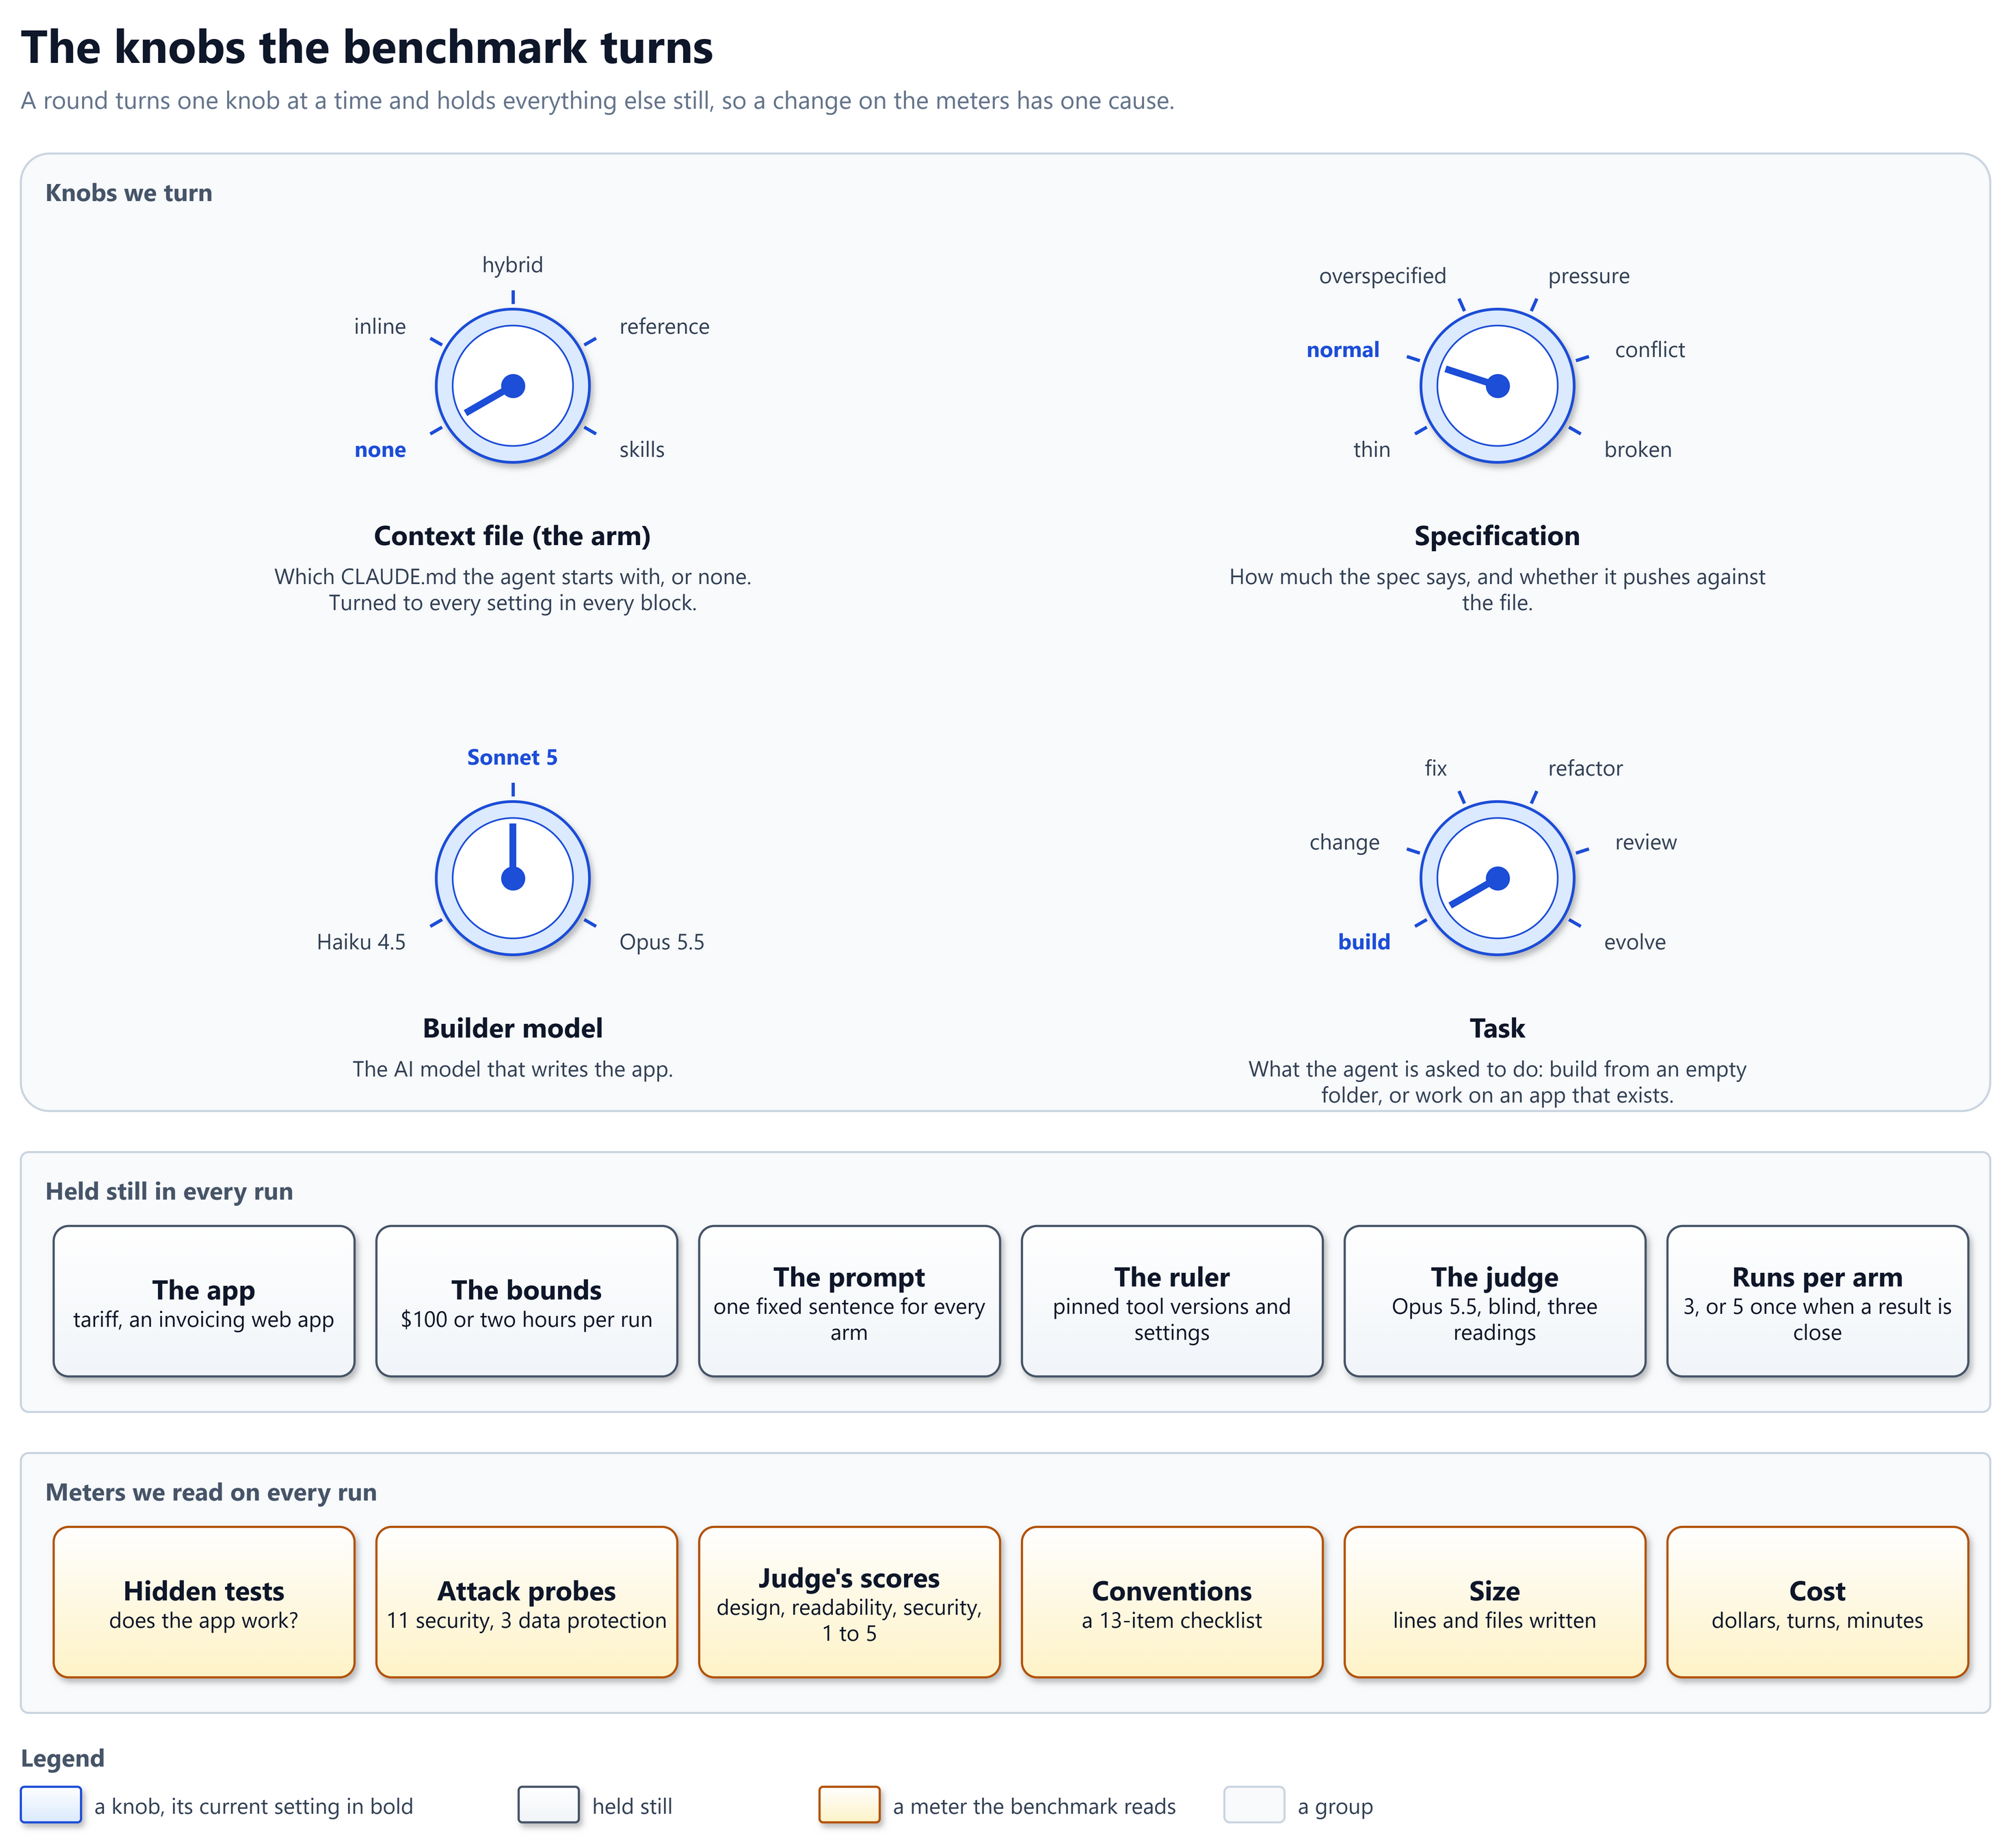 The knobs the benchmark turns
A round turns one knob at a time and holds everything else still, so a change on the meters has one cause.
Knobs we turn
hybrid
inline
reference
none
skills
Context file (the arm)
Which CLAUDE.md the agent starts with, or none.
Turned to every setting in every block.
overspecified
pressure
normal
conflict
thin
broken
Specification
How much the spec says, and whether it pushes against
the file.
Sonnet 5
Haiku 4.5
Opus 5.5
Builder model
The AI model that writes the app.
fix
refactor
change
review
build
evolve
Task
What the agent is asked to do: build from an empty
folder, or work on an app that exists.
Held still in every run
The app
tariff, an invoicing web app
The bounds
$100 or two hours per run
The prompt
one fixed sentence for every
arm
The ruler
pinned tool versions and
settings
The judge
Opus 5.5, blind, three
readings
Runs per arm
3, or 5 once when a result is
close
Meters we read on every run
Hidden tests
does the app work?
Attack probes
11 security, 3 data protection
Judge's scores
design, readability, security,
1 to 5
Conventions
a 13-item checklist
Size
lines and files written
Cost
dollars, turns, minutes
Legend
a knob, its current setting in bold
held still
a meter the benchmark reads
a group